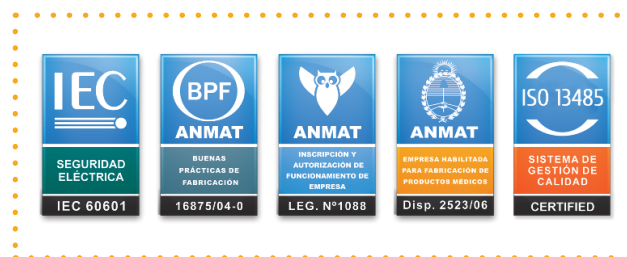 IEC
SEGURIDAD
ELÉCTRICA
IEC 60601
BPF
ANMAT
BUENAS
PRÁCTICAS DE
FABRICACIÓN
16875/04-0
ANMAT
INSCRIPCIÓN Y
AUTORIZACIÓN DE
FUNCIONAMIENTO DE
EMPRESA
LEG. Nº1088
ANMAT
EMPRESA HABILITADA
PARA FABRICACIÓN DE
PRODUCTOS MÉDICOS
Disp. 2523/06
ISO 13485
SISTEMA DE
GESTIÓN DE
CALIDAD
CERTIFIED